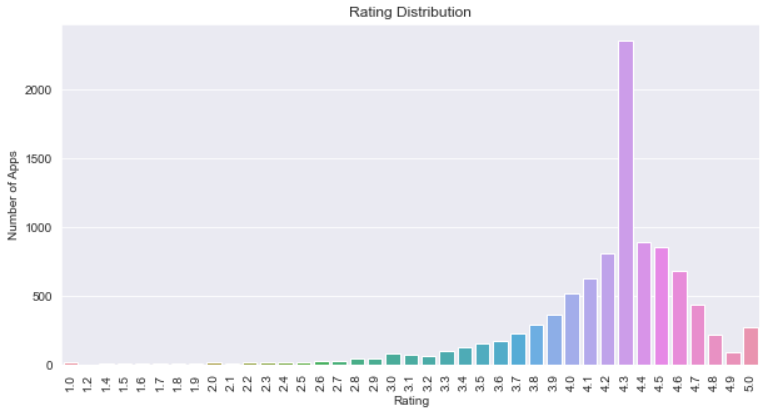 Rating Distribution
Number of Apps
2000
1500
1000
500
0
1.0 1.2 1.4 1.5 1.6 1.7 1.8 1.9 2.0 2.1 2.2 2.3 2.4 2.5 2.6 2.7 2.8 2.9 3.0 3.1 3.2 3.3 3.4 3.5 3.6 3.7 3.8 3.9 4.0 4.1 4.2 4.3 4.4 4.5 4.6 4.7 4.8 4.9 5.0
Rating